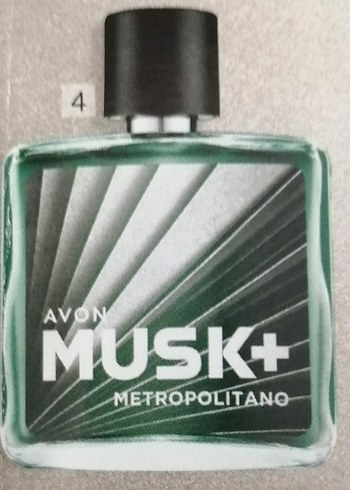 4
AVON
MUSK+
METROPOLITANO